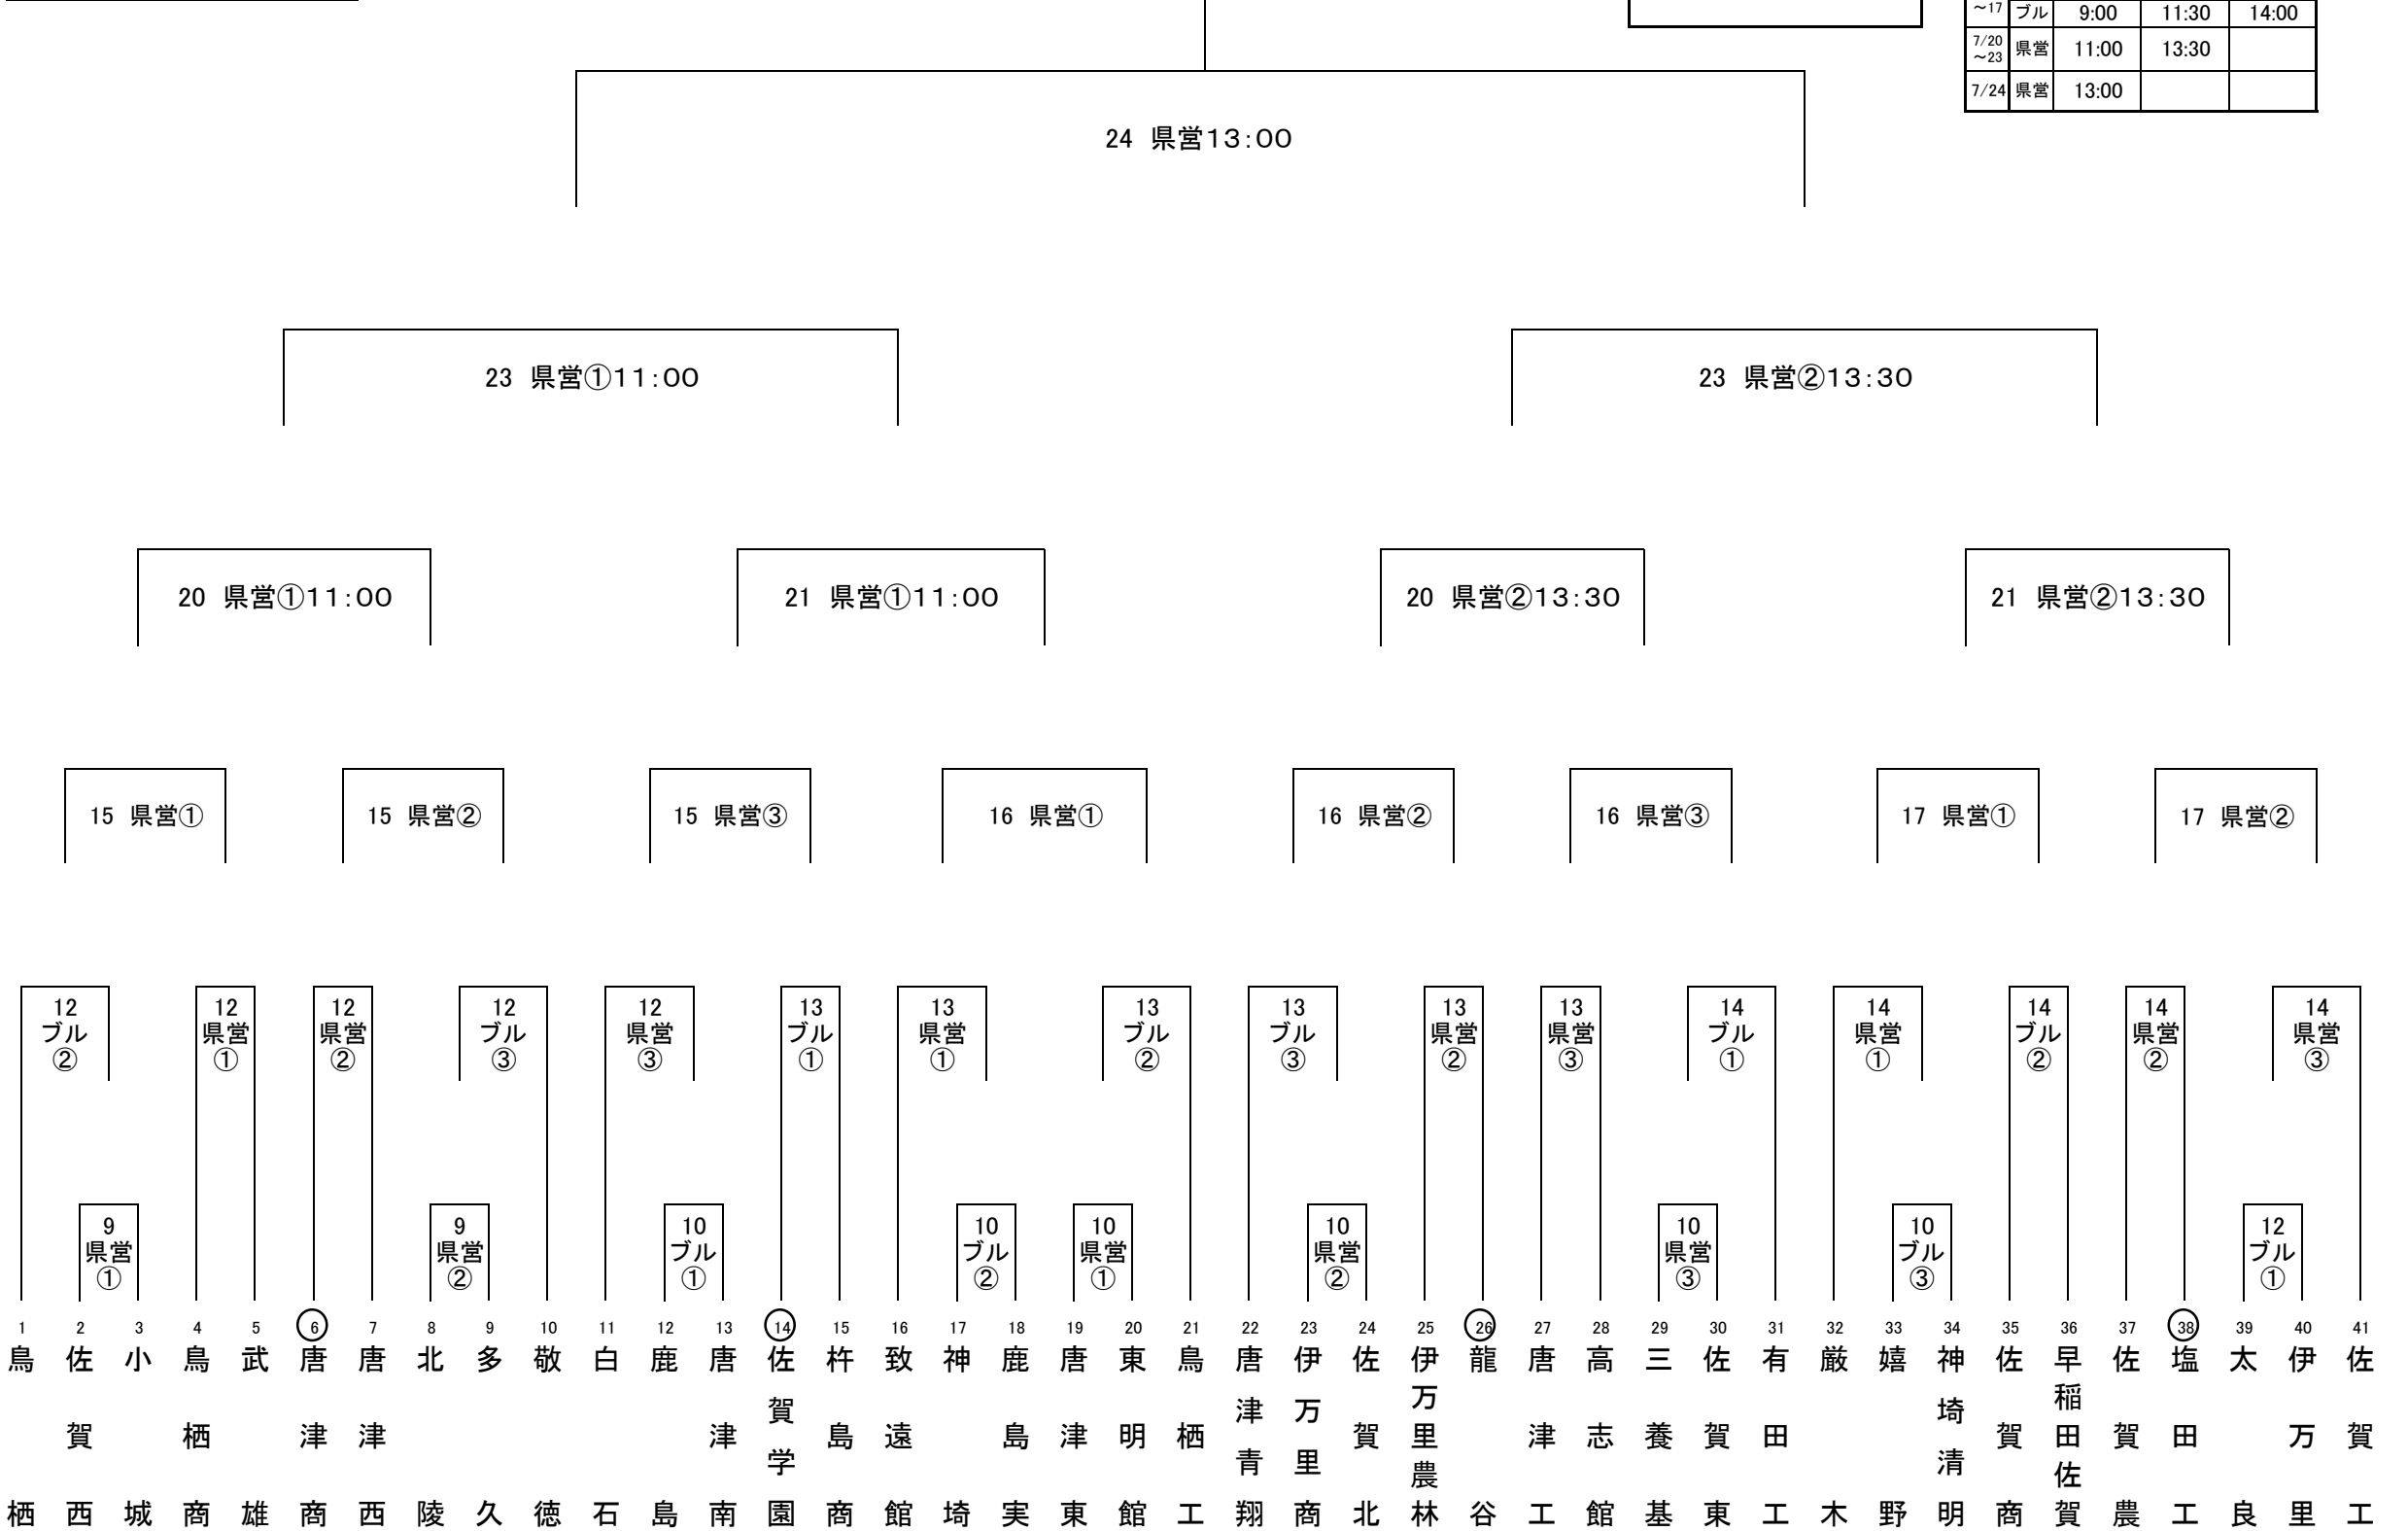 ~17 ブル 9:00 11:30 14:00
7/20 ~23 県営 11:00 13:30
7/24 県営 13:00
24 県営13:00
23 県営①11:00
23 県営②13:30
20 県営①11:00
21 県営①11:00
20 県営②13:30
21 県営②13:30
15 県営①
15 県営②
15 県営③
16 県営①
16 県営②
16 県営③
17 県営①
17 県営②
12 ブル ②
12 県営 ①
12 県営 ②
12 ブル ③
12 県営 ③
13 ブル ①
13 県営 ①
13 ブル ②
13 ブル ③
13 県営 ②
13 県営 ③
14 ブル ①
14 県営 ①
14 ブル ②
14 県営 ②
14 県営 ③
9 県営 ①
9 県営 ②
10 ブル ①
10 ブル ②
10 県営 ①
10 県営 ②
10 県営 ③
10 ブル ③
12 ブル ①
1 鳥栖
2 佐賀西
3 小城
4 鳥栖商
5 武雄
6 唐津商
7 唐津西
8 北陵
9 多久
10 敬徳
11 白石
12 鹿島
13 唐津南
14 佐賀学園
15 杵島商
16 致遠館
17 神埼
18 鹿島実
19 唐津東
20 東明館
21 鳥栖工
22 唐津青翔
23 伊万里商
24 佐賀北
25 伊万里農林
26 龍谷
27 唐津工
28 高志館
29 三養基
30 佐賀東
31 有田工
32 厳木
33 嬉野
34 神埼清明
35 佐賀商
36 早稲田佐賀
37 佐賀農
38 塩田工
39 太良
40 伊万里
41 佐賀工